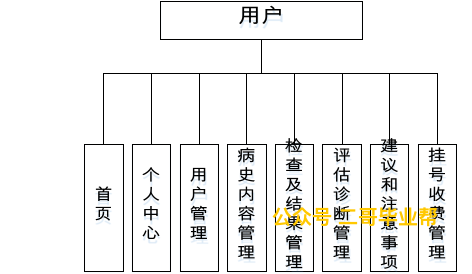 用户
首页
个人中心
用户管理
病史内容管理
检查及结果管理
评估诊断管理
建议和注意事项
挂号收费管理
公众号:二哥毕业帮